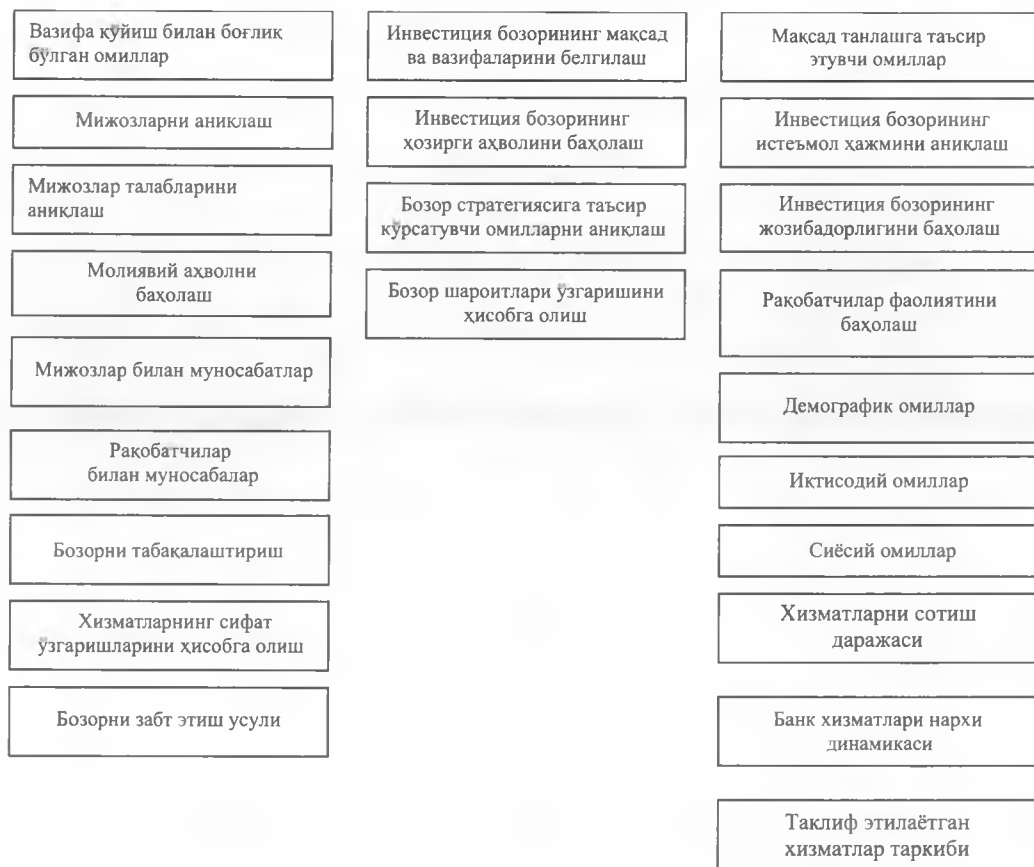 Вазифа қўйиш билан боғлиқ
бўлган омиллар
Мижозларни аниқлаш
Мижозлар талабларини
аниқлаш
Молиявий аҳволни
баҳолаш
Мижозлар билан муносабатлар
Рақобатчилар
билан муносабалар
Бозорни табақалаштириш
Хизматларнинг сифат
ўзгаришларини ҳисобга олиш
Бозорни забт этиш усули
Инвестиция бозорининг мақсад
ва вазифаларини белгилаш
Инвестиция бозорининг
ҳозирги аҳволини баҳолаш
Бозор стратегиясига таъсир
кўрсатувчи омилларни аниқлаш
Бозор шароитлари ўзгаришини
ҳисобга олиш
Мақсад танлашга таъсир
этувчи омиллар
Инвестиция бозорининг
истеъмол ҳажмини аниқлаш
Инвестиция бозорининг
жозибадорлигини баҳолаш
Рақобатчилар фаолиятини
баҳолаш
Демографик омиллар
Иқтисодий омиллар
Сиёсий омиллар
Хизматларни сотиш
даражаси
Банк хизматлари нархи
динамикаси
Таклиф этилаётган
хизматлар таркиби